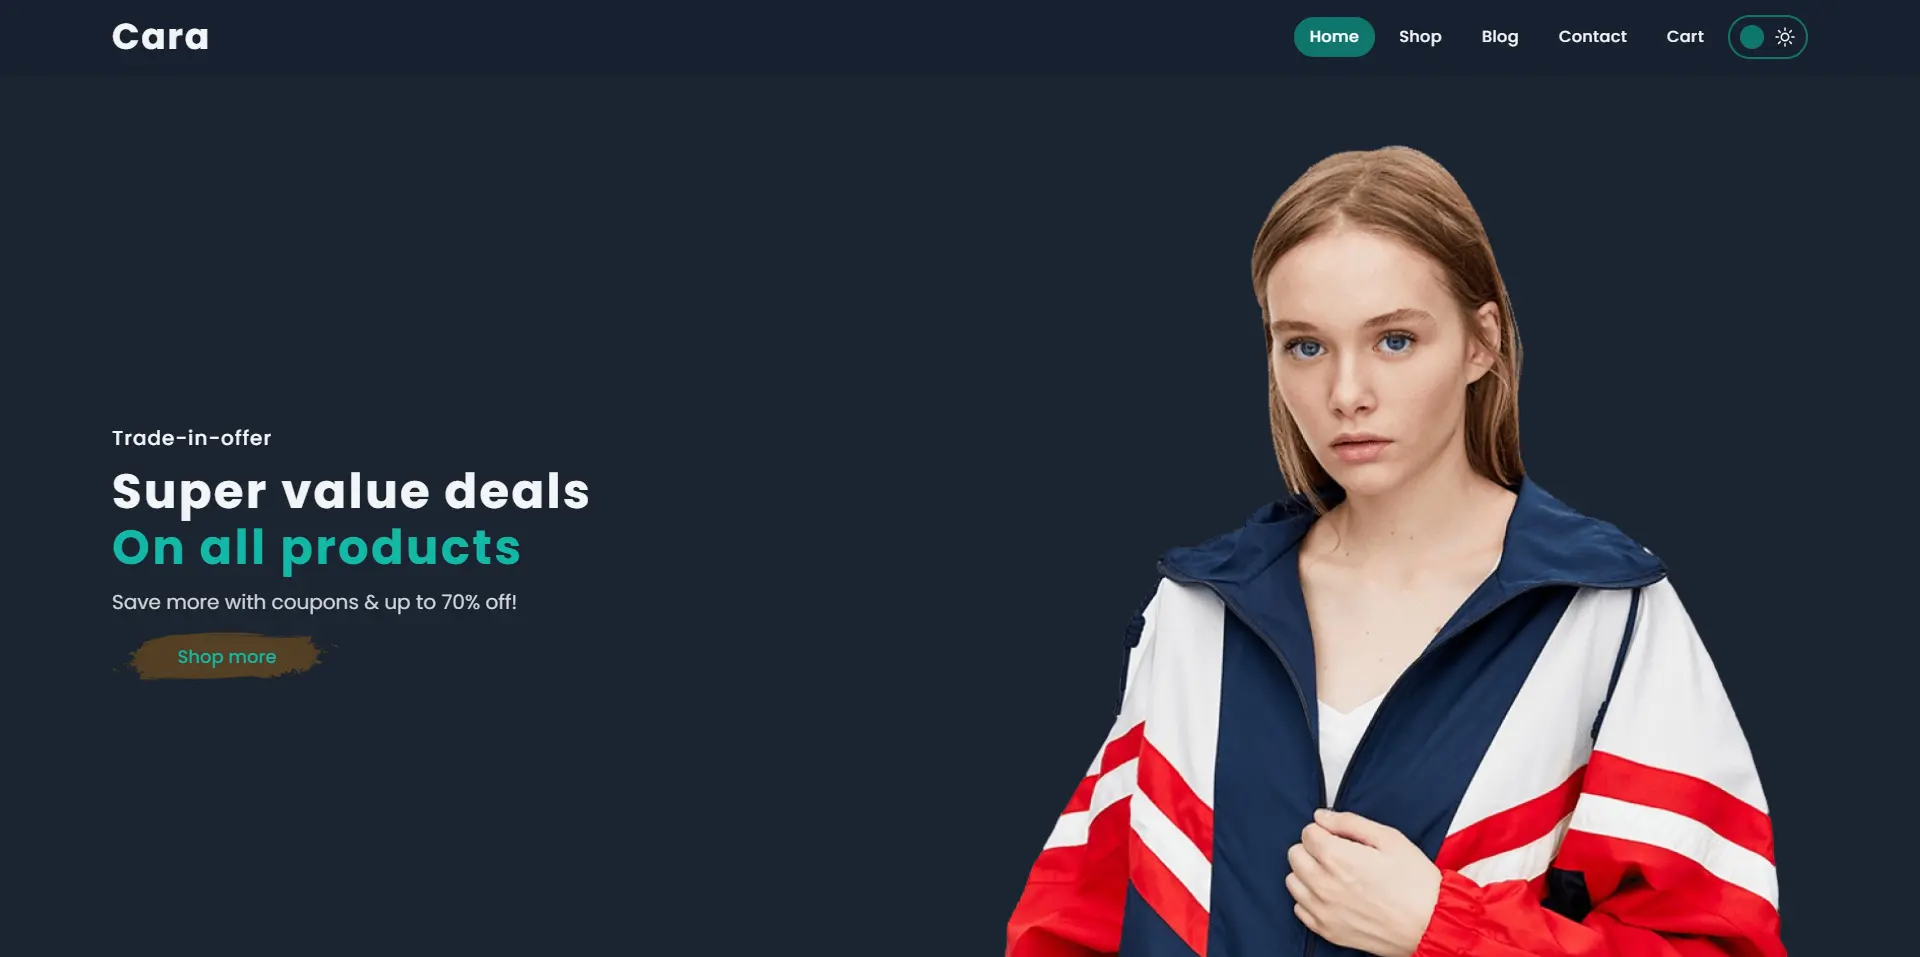 Cara
Home Shop Blog Contact Cart
Trade-in-offer
Super value deals
On all products
Save more with coupons & up to 70% off!
Shop more